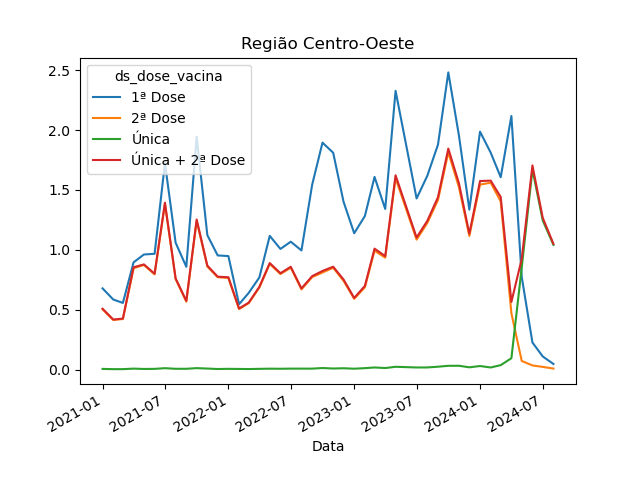 Região Centro-Oeste
ds_dose_vacina
1ª Dose
2ª Dose
Única
Única + 2ª Dose
2.5
2.0
1.5
1.0
0.5
0.0
2021-01
2021-07
2022-01
2022-07
2023-01
2023-07
2024-01
2024-07
Data